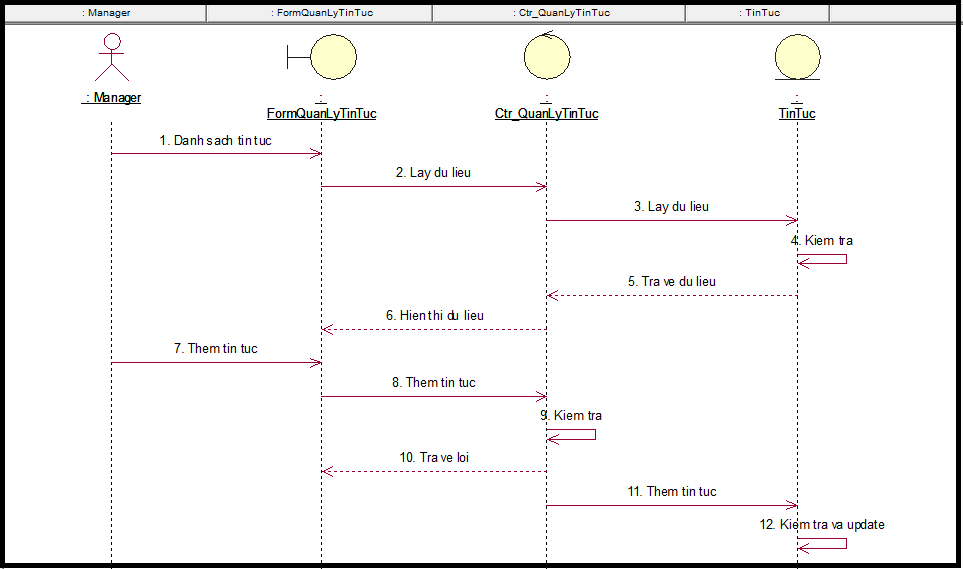 : Manager
: FormQuanLyTinTuc
: Ctr_QuanLyTinTuc
: TinTuc
: Manager
:
FormQuanLyTinTuc
:
Ctr_QuanLyTinTuc
:
TinTuc
1. Danh sach tin tuc
2. Lay du lieu
3. Lay du lieu
4. Kiem tra
5. Tra ve du lieu
6. Hien thi du lieu
7. Them tin tuc
8. Them tin tuc
9. Kiem tra
10. Tra ve loi
11. Them tin tuc
12. Kiem tra va update